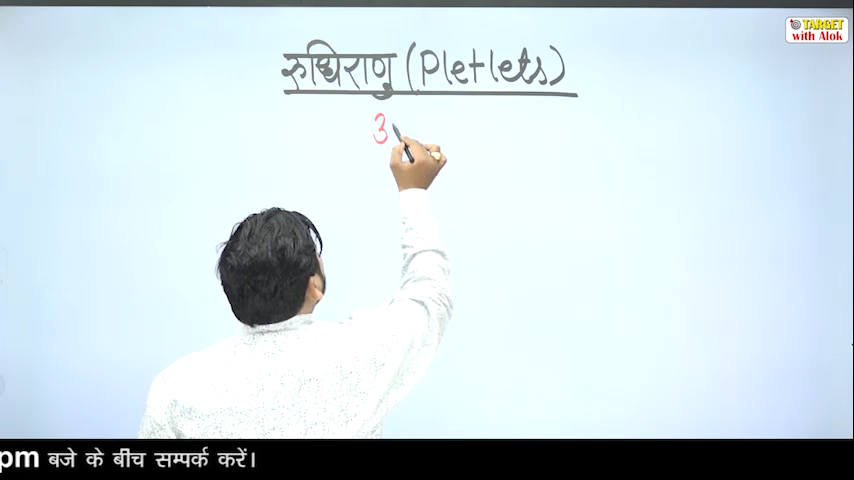 TARGET
with Alok
रुधिराणु (Pletlets)
3
pm बजे के बीच सम्पर्क करें।